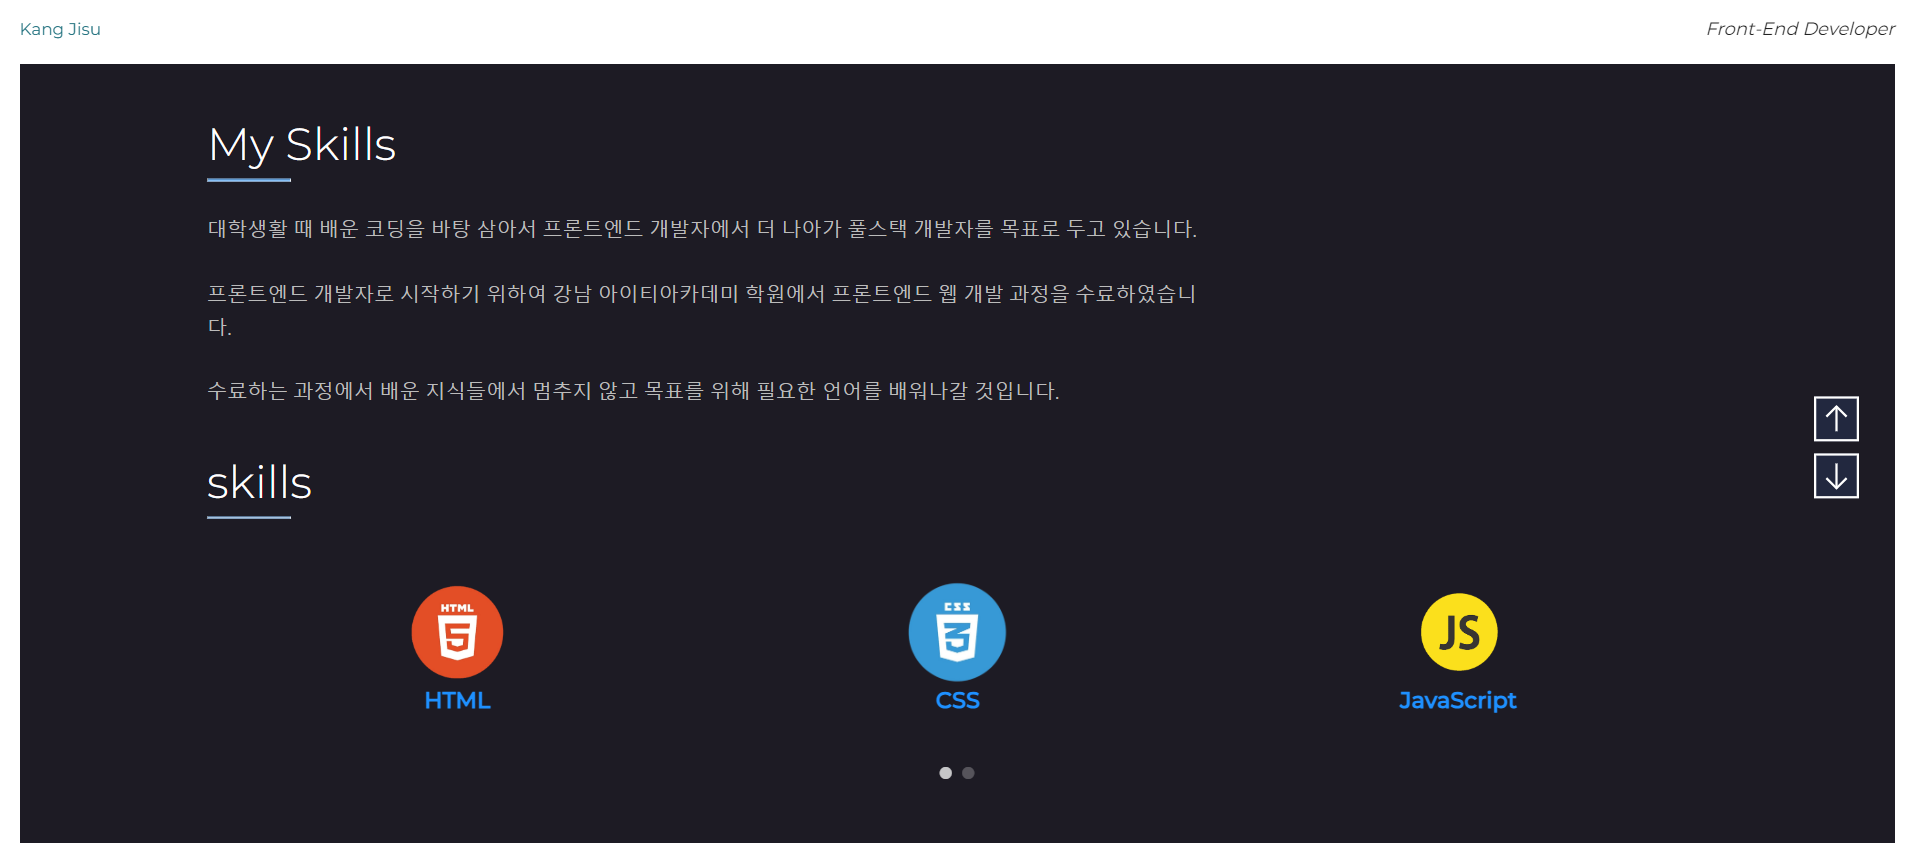 Kang Jisu
Front-End Developer
My Skills
대학생활 때 배운 코딩을 바탕 삼아서 프론트엔드 개발자에서 더 나아가 풀스택 개발자를 목표로 두고 있습니다.
프론트엔드 개발자로 시작하기 위하여 강남 아이티아카데미 학원에서 프론트엔드 웹 개발 과정을 수료하였습니
다.
수료하는 과정에서 배운 지식들에서 멈추지 않고 목표를 위해 필요한 언어를 배워나갈 것입니다.
skills
HTML
5
CSS
3
JS
HTML
CSS
JavaScript